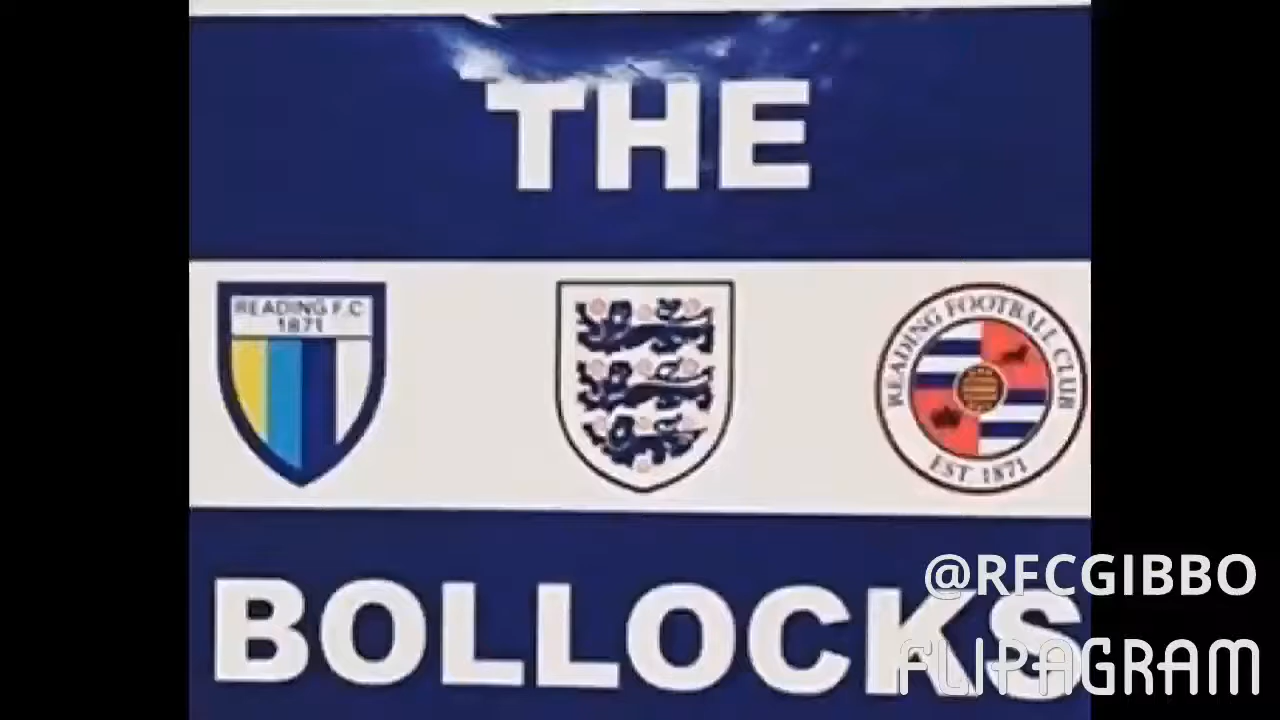 THE
READING F.C
1871
READING FOOTBALL CLUB
EST. 1871
BOLLOCKS
@RFCGIBBO
FLIPAGRAM